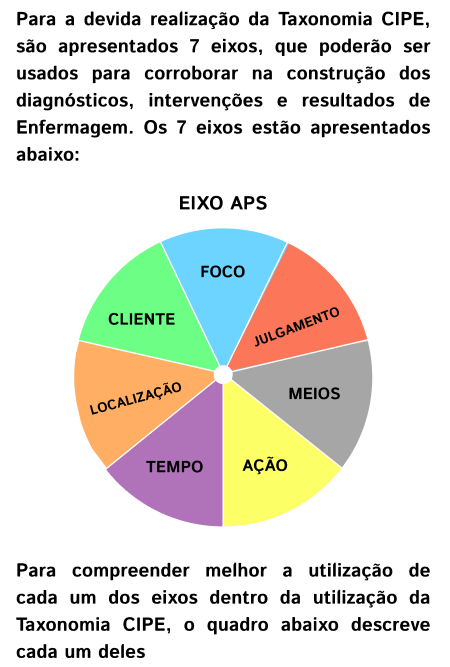 Para a devida realização da Taxonomia CIPE,
são apresentados 7 eixos, que poderão ser
usados para corroborar na construção dos
diagnósticos, intervenções e resultados de
Enfermagem. Os 7 eixos estão apresentados
abaixo:
EIXO APS
FOCO
CLIENTE
JULGAMENTO
LOCALIZAÇÃO
MEIOS
TEMPO
AÇÃO
Para compreender melhor a utilização de
cada um dos eixos dentro da utilização da
Taxonomia CIPE, o quadro abaixo descreve
cada um deles